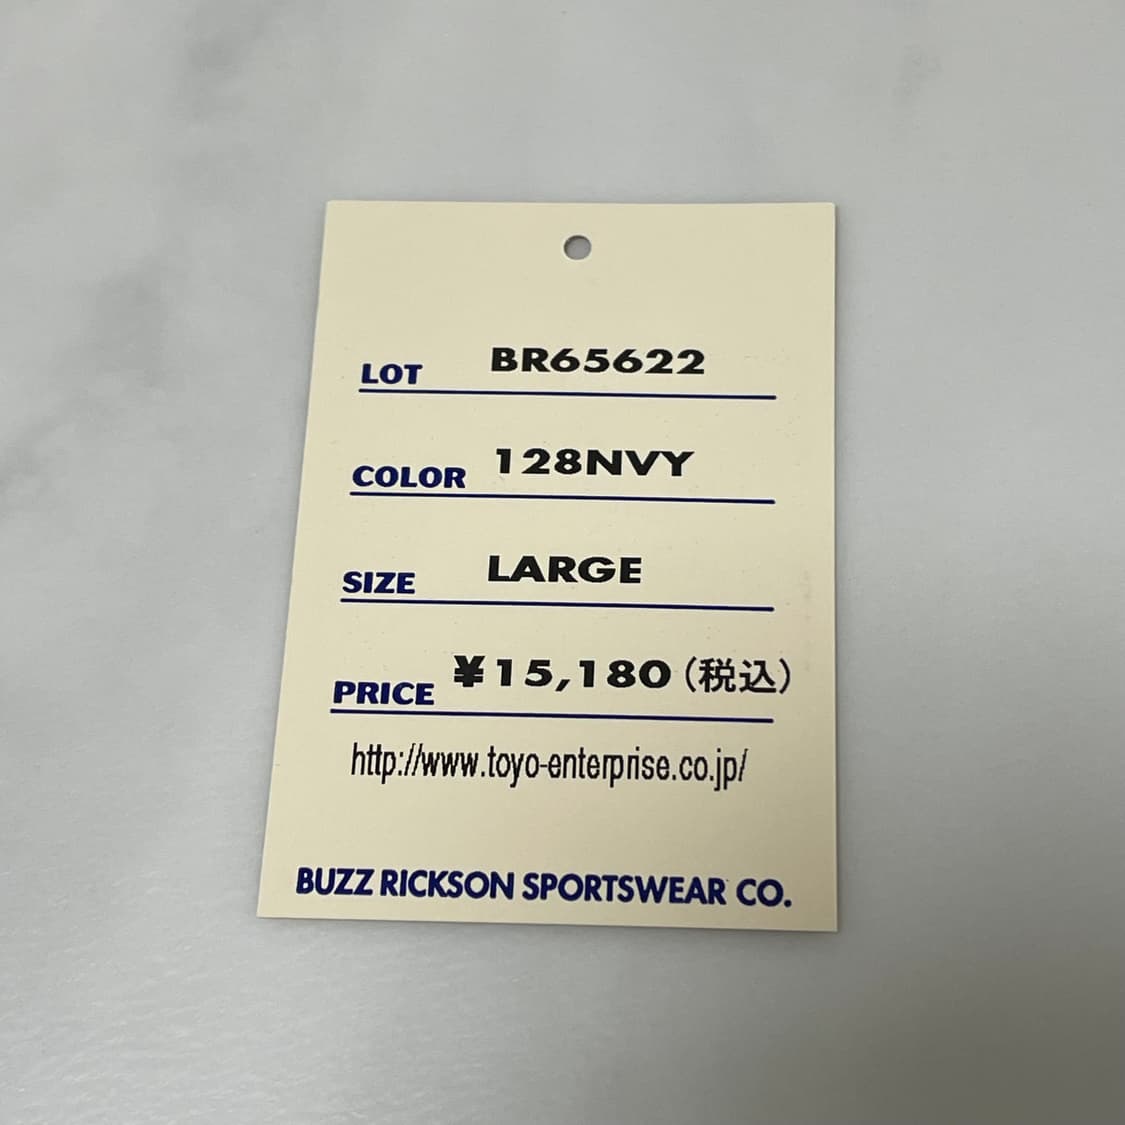 LOT BR65622
COLOR 128NVY
SIZE LARGE
PRICE ¥15,180(税込)
http://www.toyo-enterprise.co.jp/
BUZZ RICKSON SPORTSWEAR CO.